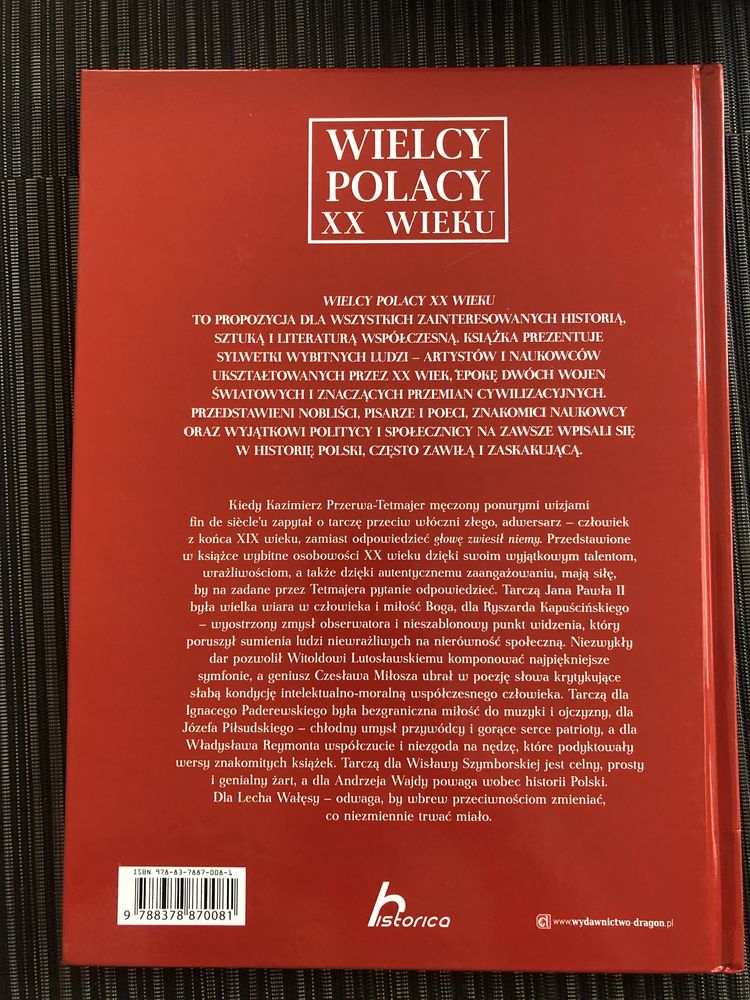 WIELCY
POLACY
XX WIEKU
WIELCY POLACY XX WIEKU
TO PROPOZYCJA DLA WSZYSTKICH ZAINTERESOWANYCH HISTORIĄ,
SZTUKĄ I LITERATURĄ WSPÓŁCZESNĄ. KSIĄŻKA PREZENTUJE
SYLWETKI WYBITNYCH LUDZI – ARTYSTÓW I NAUKOWCÓW
UKSZTAŁTOWANYCH PRZEZ XX WIEK, EPOKĘ DWÓCH WOJEN
ŚWIATOWYCH I ZNACZĄCYCH PRZEMIAN CYWILIZACYJNYCH.
PRZEDSTAWIENI NOBLIŚCI, PISARZE I POECI, ZNAKOMICI NAUKOWCY
ORAZ WYJĄTKOWI POLITYCY I SPOŁECZNICY NA ZAWSZE WPISALI SIĘ
W HISTORIĘ POLSKI, CZĘSTO ZAWIŁĄ I ZASKAKUJĄCĄ.
Kiedy Kazimierz Przerwa-Tetmajer męczony ponurymi wizjami
fin de siècle'u zapytał o tarczę przeciw włóczni złego, adwersarz – człowiek
z końca XIX wieku, zamiast odpowiedzieć głowę zwiesił niemy. Przedstawione
w książce wybitne osobowości XX wieku dzięki swoim wyjątkowym talentom,
wrażliwościom, a także dzięki autentycznemu zaangażowaniu, mają siłę,
by na zadane przez Tetmajera pytanie odpowiedzieć. Tarczą Jana Pawła II
była wielka wiara w człowieka i miłość Boga, dla Ryszarda Kapuścińskiego
– wyostrzony zmysł obserwatora i nieszablonowy punkt widzenia, który
poruszył sumienia ludzi niewrażliwych na nierówność społeczną. Niezwykły
dar pozwolił Witoldowi Lutosławskiemu komponować najpiękniejsze
symfonie, a geniusz Czesława Miłosza ubrał w poezję słowa krytykujące
słabą kondycję intelektualno-moralną współczesnego człowieka. Tarczą dla
Ignacego Paderewskiego była bezgraniczna miłość do muzyki i ojczyzny, dla
Józefa Piłsudskiego – chłodny umysł przywódcy i gorące serce patrioty, a dla
Władysława Reymonta współczucie i niezgoda na nędzę, które podyktowały
wersy znakomitych książek. Tarczą dla Wisławy Szymborskiej jest celny, prosty
i genialny żart, a dla Andrzeja Wajdy powaga wobec historii Polski.
Dla Lecha Wałęsy – odwaga, by wbrew przeciwnościom zmieniać,
co niezmiennie trwać miało.
ISBN 978-83-7887-008-1
9 788378 870081
historica
www.wydawnictwo-dragon.pl